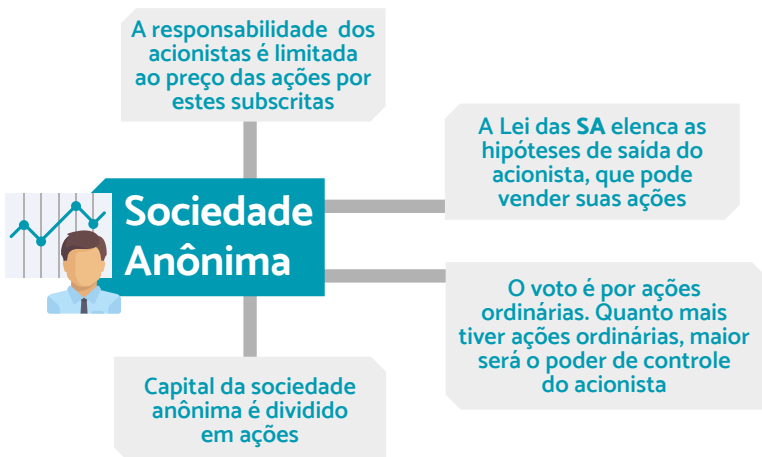 A responsabilidade dos
acionistas é limitada
ao preço das ações por
estes subscritas
A Lei das SA elenca as
hipóteses de saída do
acionista, que pode
vender suas ações
Sociedade
Anônima
O voto é por ações
ordinárias. Quanto mais
tiver ações ordinárias, maior
será o poder de controle
do acionista
Capital da sociedade
anônima é dividido
em ações